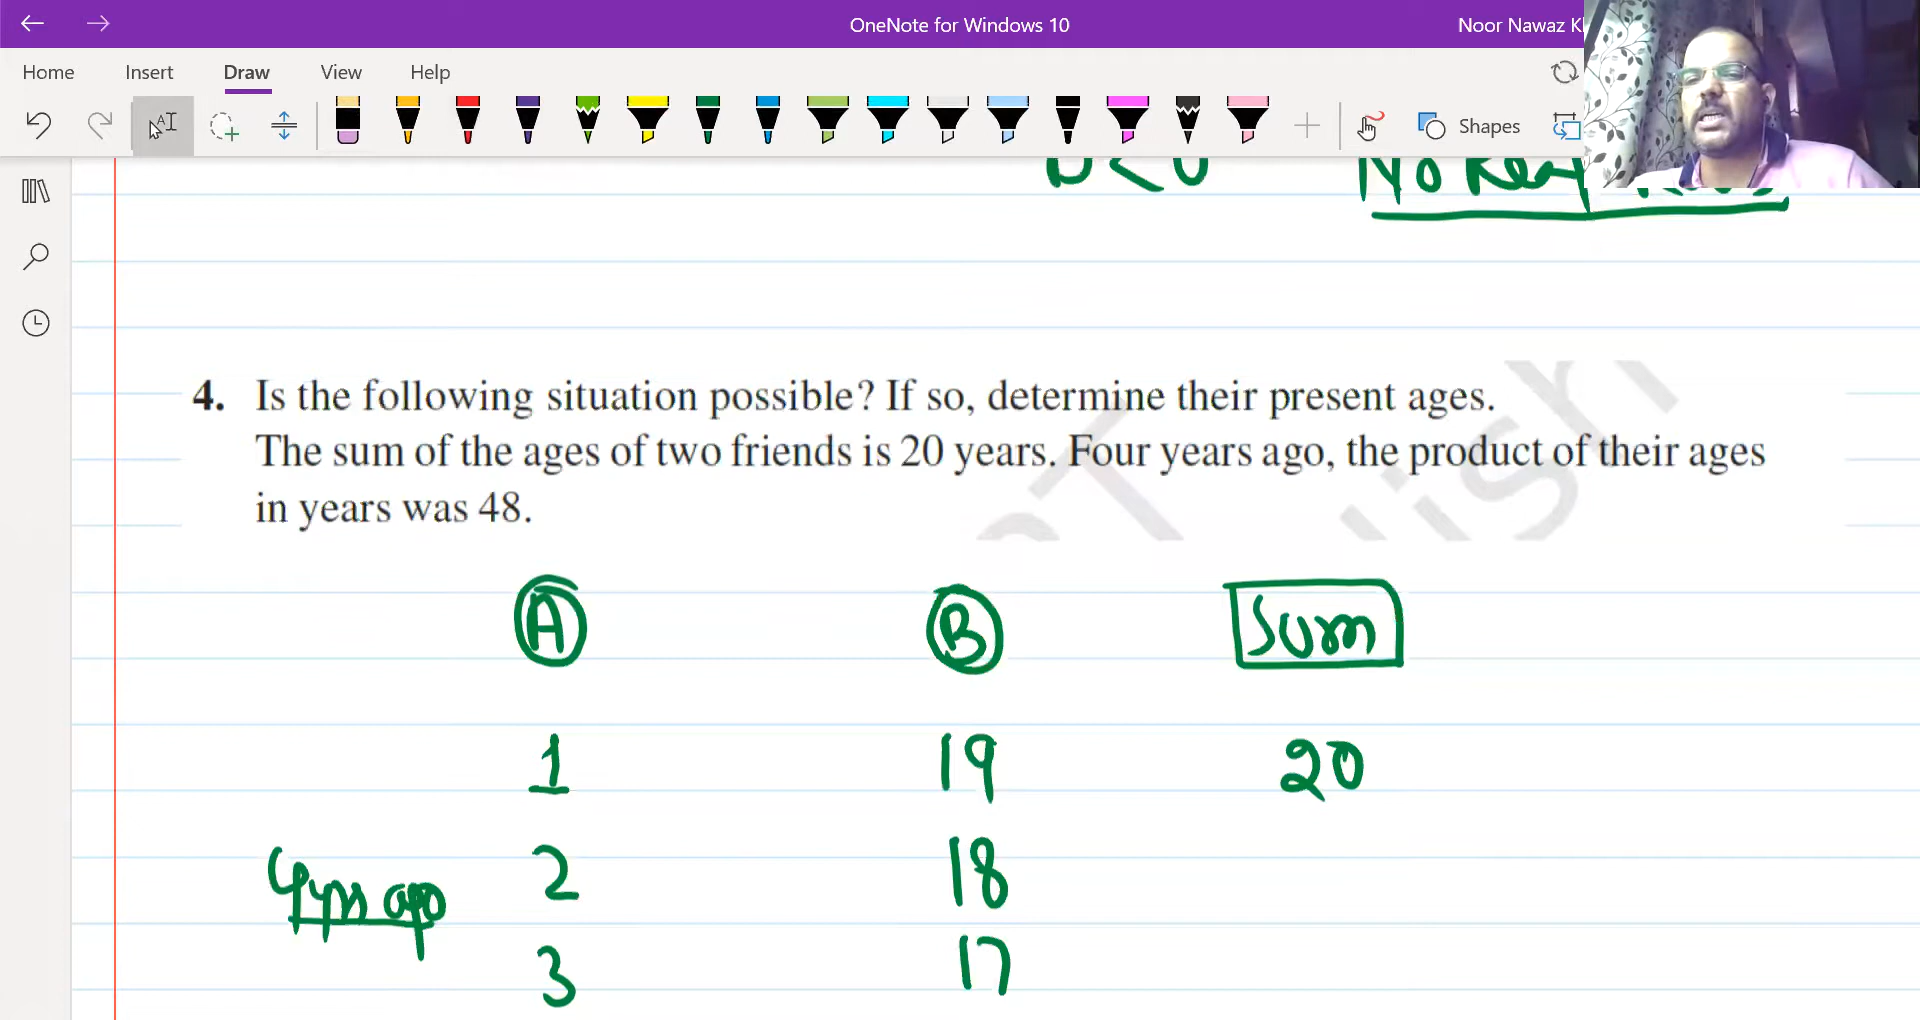 OneNote for Windows 10
Noor Nawaz
Home Insert Draw View Help
Shapes
D < 0 No Real
4. Is the following situation possible? If so, determine their present ages.
The sum of the ages of two friends is 20 years. Four years ago, the product of their ages
in years was 48.
A B Sum
1 19 20
2 18
4yrs ago
3 17